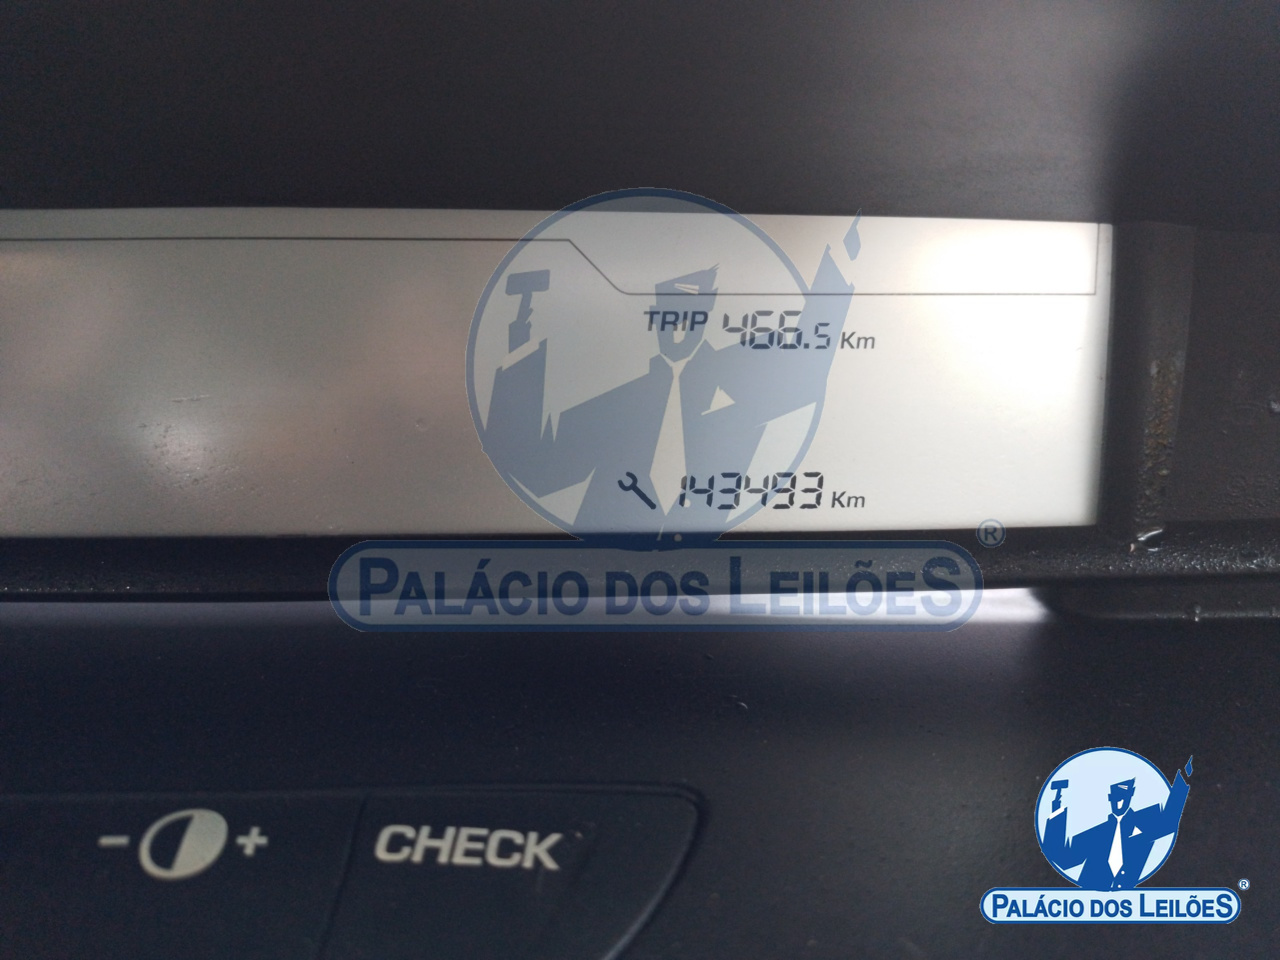 TRIP 466.5 Km
143493 Km
PALÁCIO DOS LEILÕES ®
- +
CHECK
PALÁCIO DOS LEILÕES ®